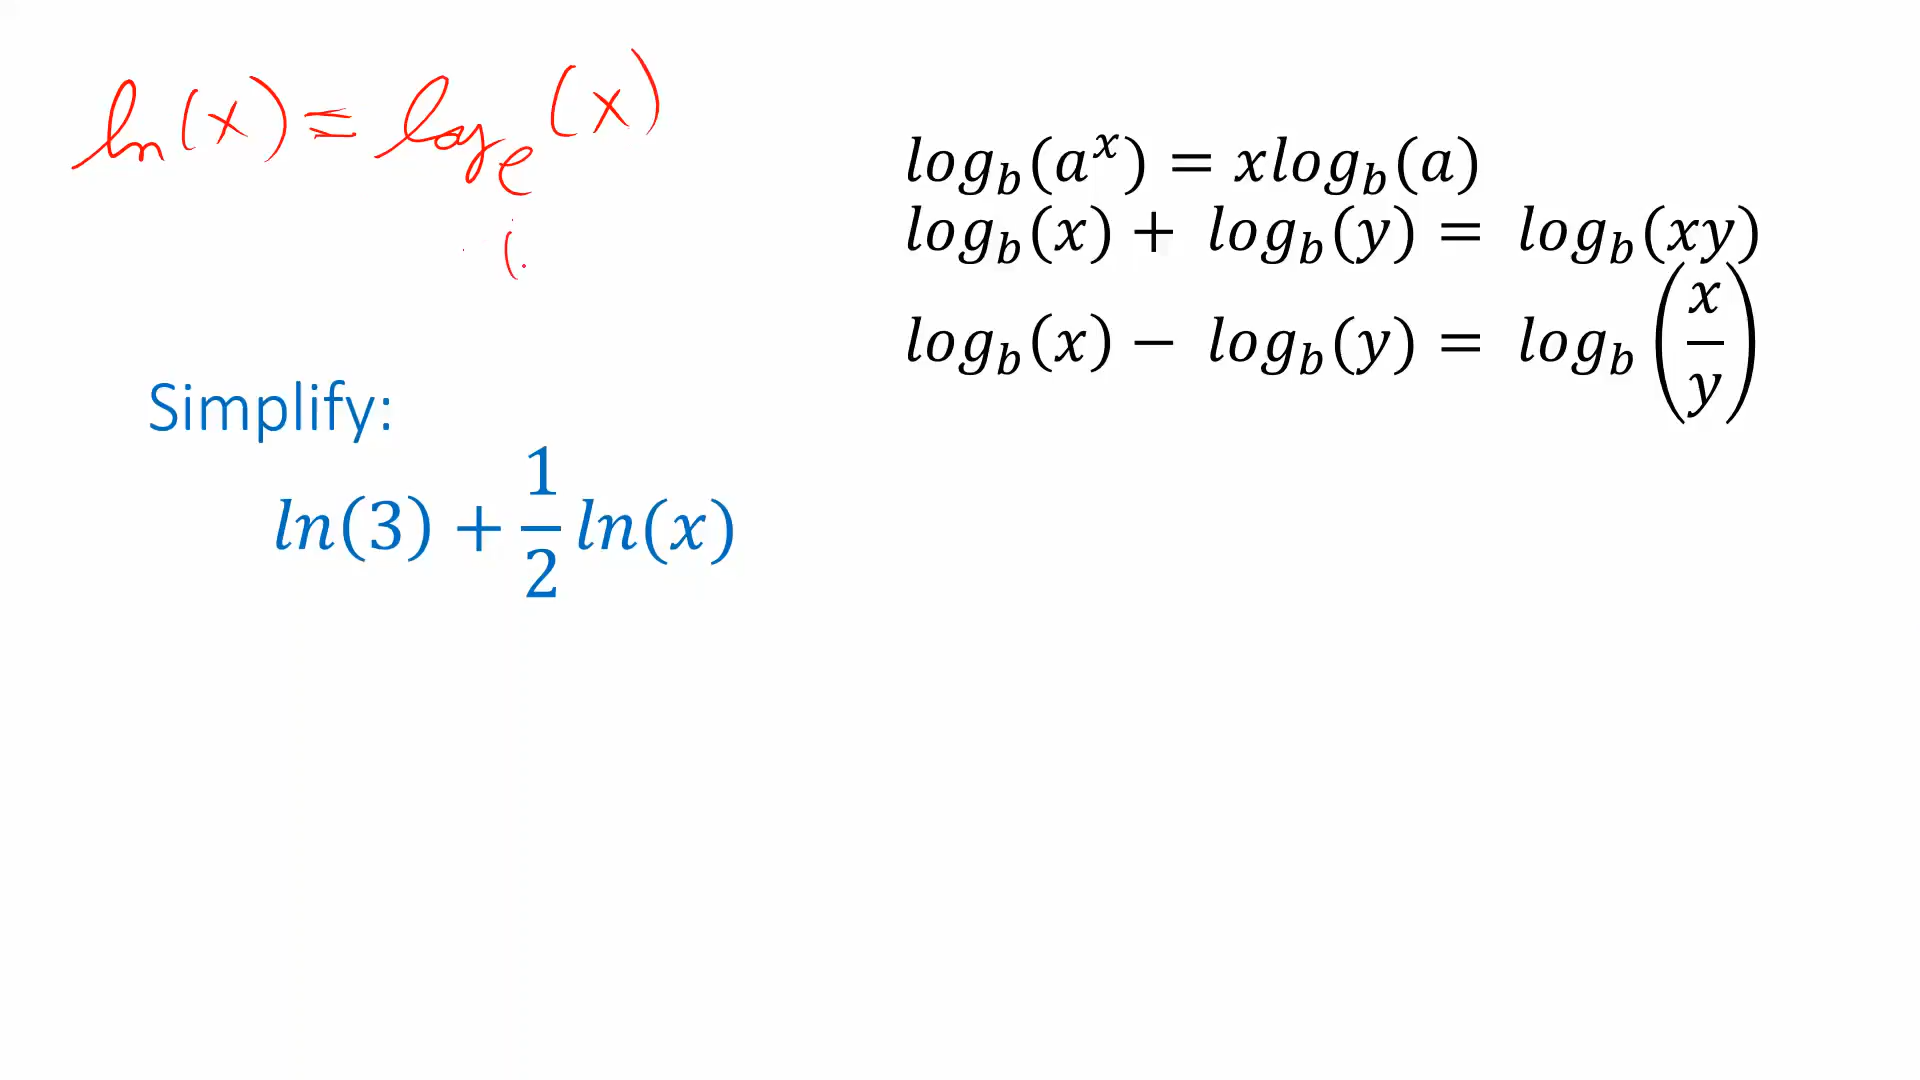 ln(x) = log_e(x)
(.
log_b(a^x) = xlog_b(a)
log_b(x) + log_b(y) = log_b(xy)
log_b(x) − log_b(y) = log_b(x/y)
Simplify:
ln(3) + 1/2 ln(x)